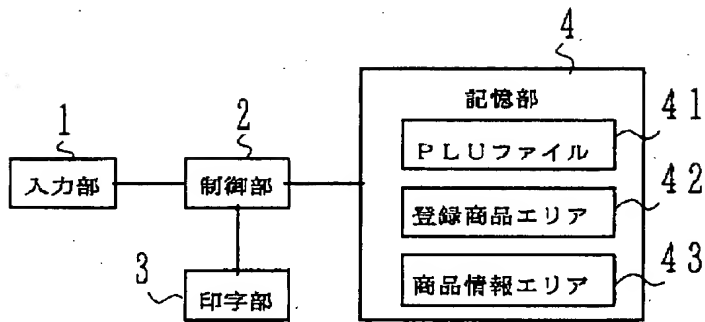 4
記憶部
41
PLUファイル
1
2
入力部
制御部
42
登録商品エリア
3
印字部
43
商品情報エリア